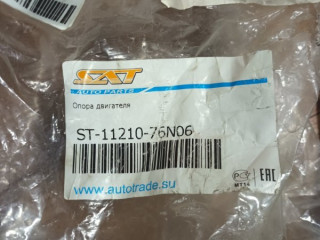 SAT
AUTO PARTS
Опора двигателя
ST-11210-76N06
www.autotrade.su
EAC